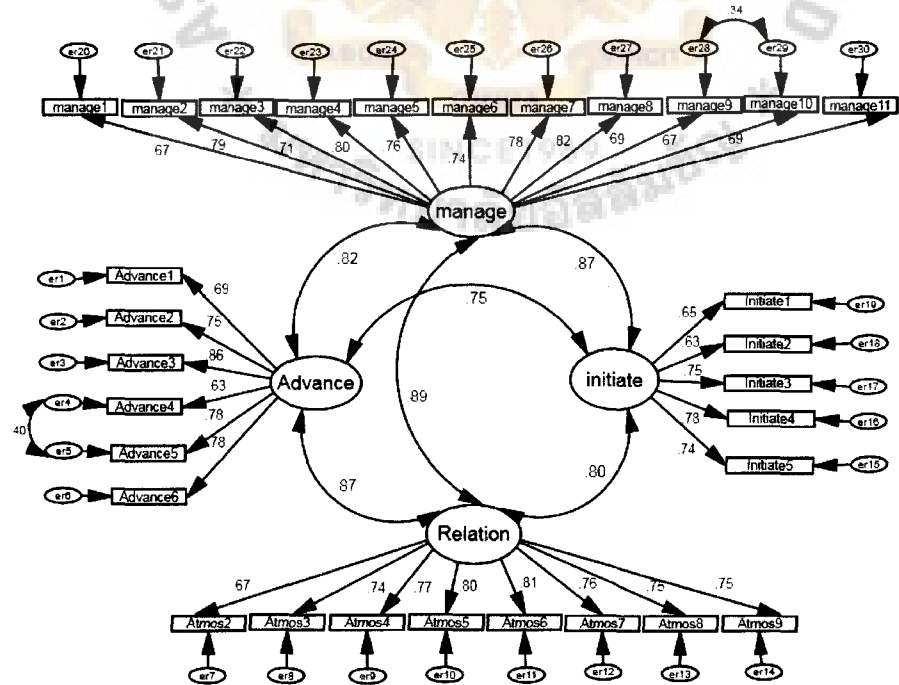 .34
er20 er21 er22 er23 er24 er25 er26 er27 er28 er29 er30
manage1 manage2 manage3 manage4 manage5 manage6 manage7 manage8 manage9 manage10 manage11
67 .79 .71 .80 .76 .74 .78 .82 .69 67 .69
SINCE1969
manage
.82 .87
.75
er1 Advance1 69
er2 Advance2 .75
er3 Advance3 .86
er4 Advance4 63
40
er5 Advance5 .78
er6 Advance6 .78
Advance
.89
initiate
.65 Initiate1 er19
.63 Initiate2 er18
.75 Initiate3 er17
.78 Initiate4 er16
.74 Initiate5 er15
.87 .80
Relation
67 .74 .77 .80 .81 .76 .75 .75
Atmos2 Atmos3 Atmos4 Atmos5 Atmos6 Atmos7 Atmos8 Atmos9
er7 er8 er9 er10 er11 er12 er13 er14